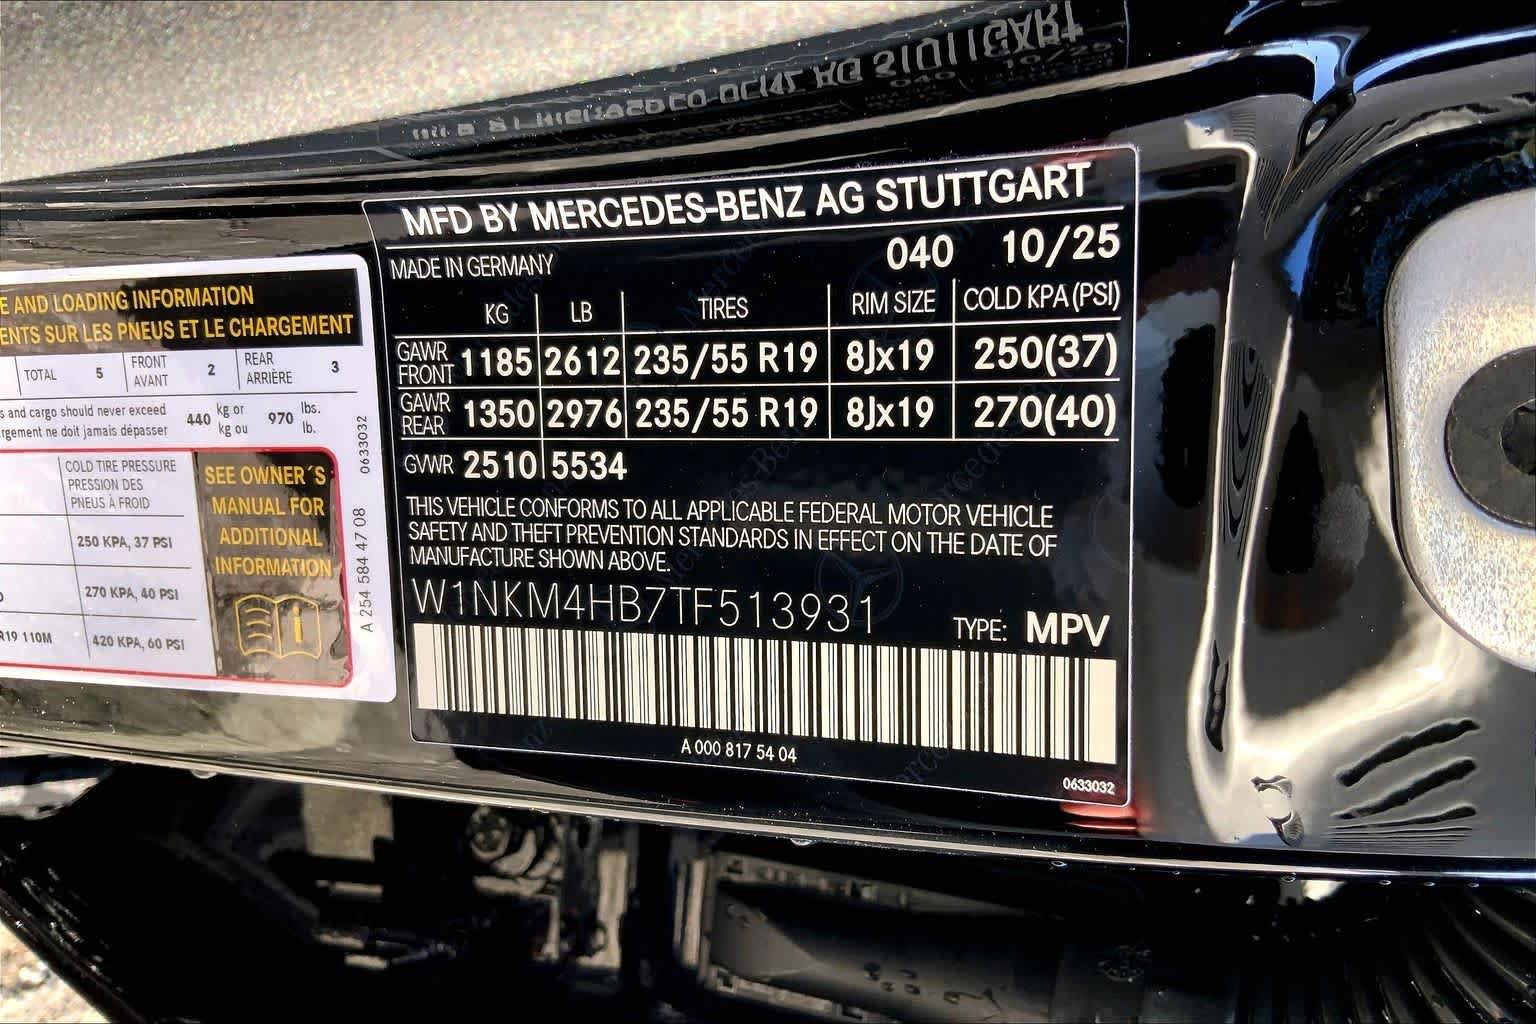 E AND LOADING INFORMATION
ENTS SUR LES PNEUS ET LE CHARGEMENT
TOTAL 5 FRONT AVANT 2 REAR ARRIÈRE 3
s and cargo should never exceed 440 kg or 970 lbs.
rgement ne doit jamais dépasser kg ou lb.
COLD TIRE PRESSURE
PRESSION DES
PNEUS À FROID
250 KPA, 37 PSI
270 KPA, 40 PSI
R19 110M 420 KPA, 60 PSI
SEE OWNER´S
MANUAL FOR
ADDITIONAL
INFORMATION
i
A 254 584 47 08 0633032
MFD BY MERCEDES-BENZ AG STUTTGART
MADE IN GERMANY 040 10/25
KG LB TIRES RIM SIZE COLD KPA (PSI)
GAWR FRONT 1185 2612 235/55 R19 8Jx19 250(37)
GAWR REAR 1350 2976 235/55 R19 8Jx19 270(40)
GVWR 2510 5534
THIS VEHICLE CONFORMS TO ALL APPLICABLE FEDERAL MOTOR VEHICLE
SAFETY AND THEFT PREVENTION STANDARDS IN EFFECT ON THE DATE OF
MANUFACTURE SHOWN ABOVE.
W1NKM4HB7TF513931
TYPE: MPV
A 000 817 54 04
0633032